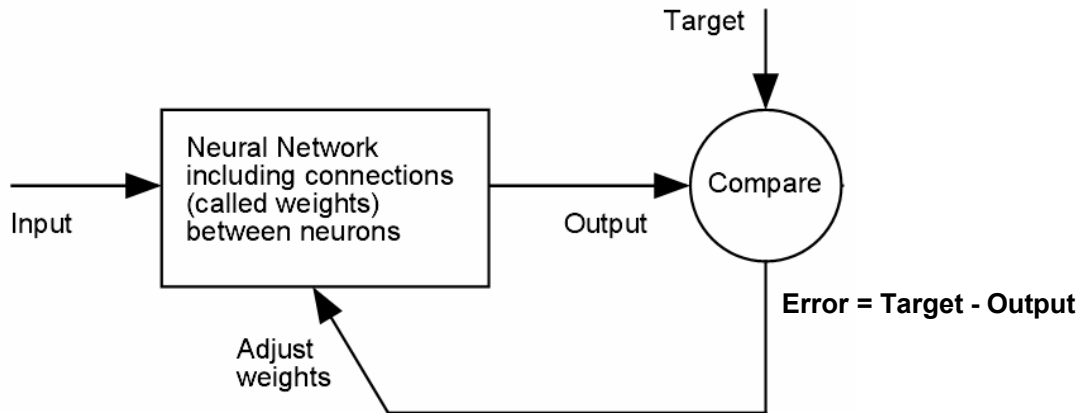 Target
Neural Network
including connections
(called weights)
between neurons
Compare
Input
Output
Error = Target - Output
Adjust
weights